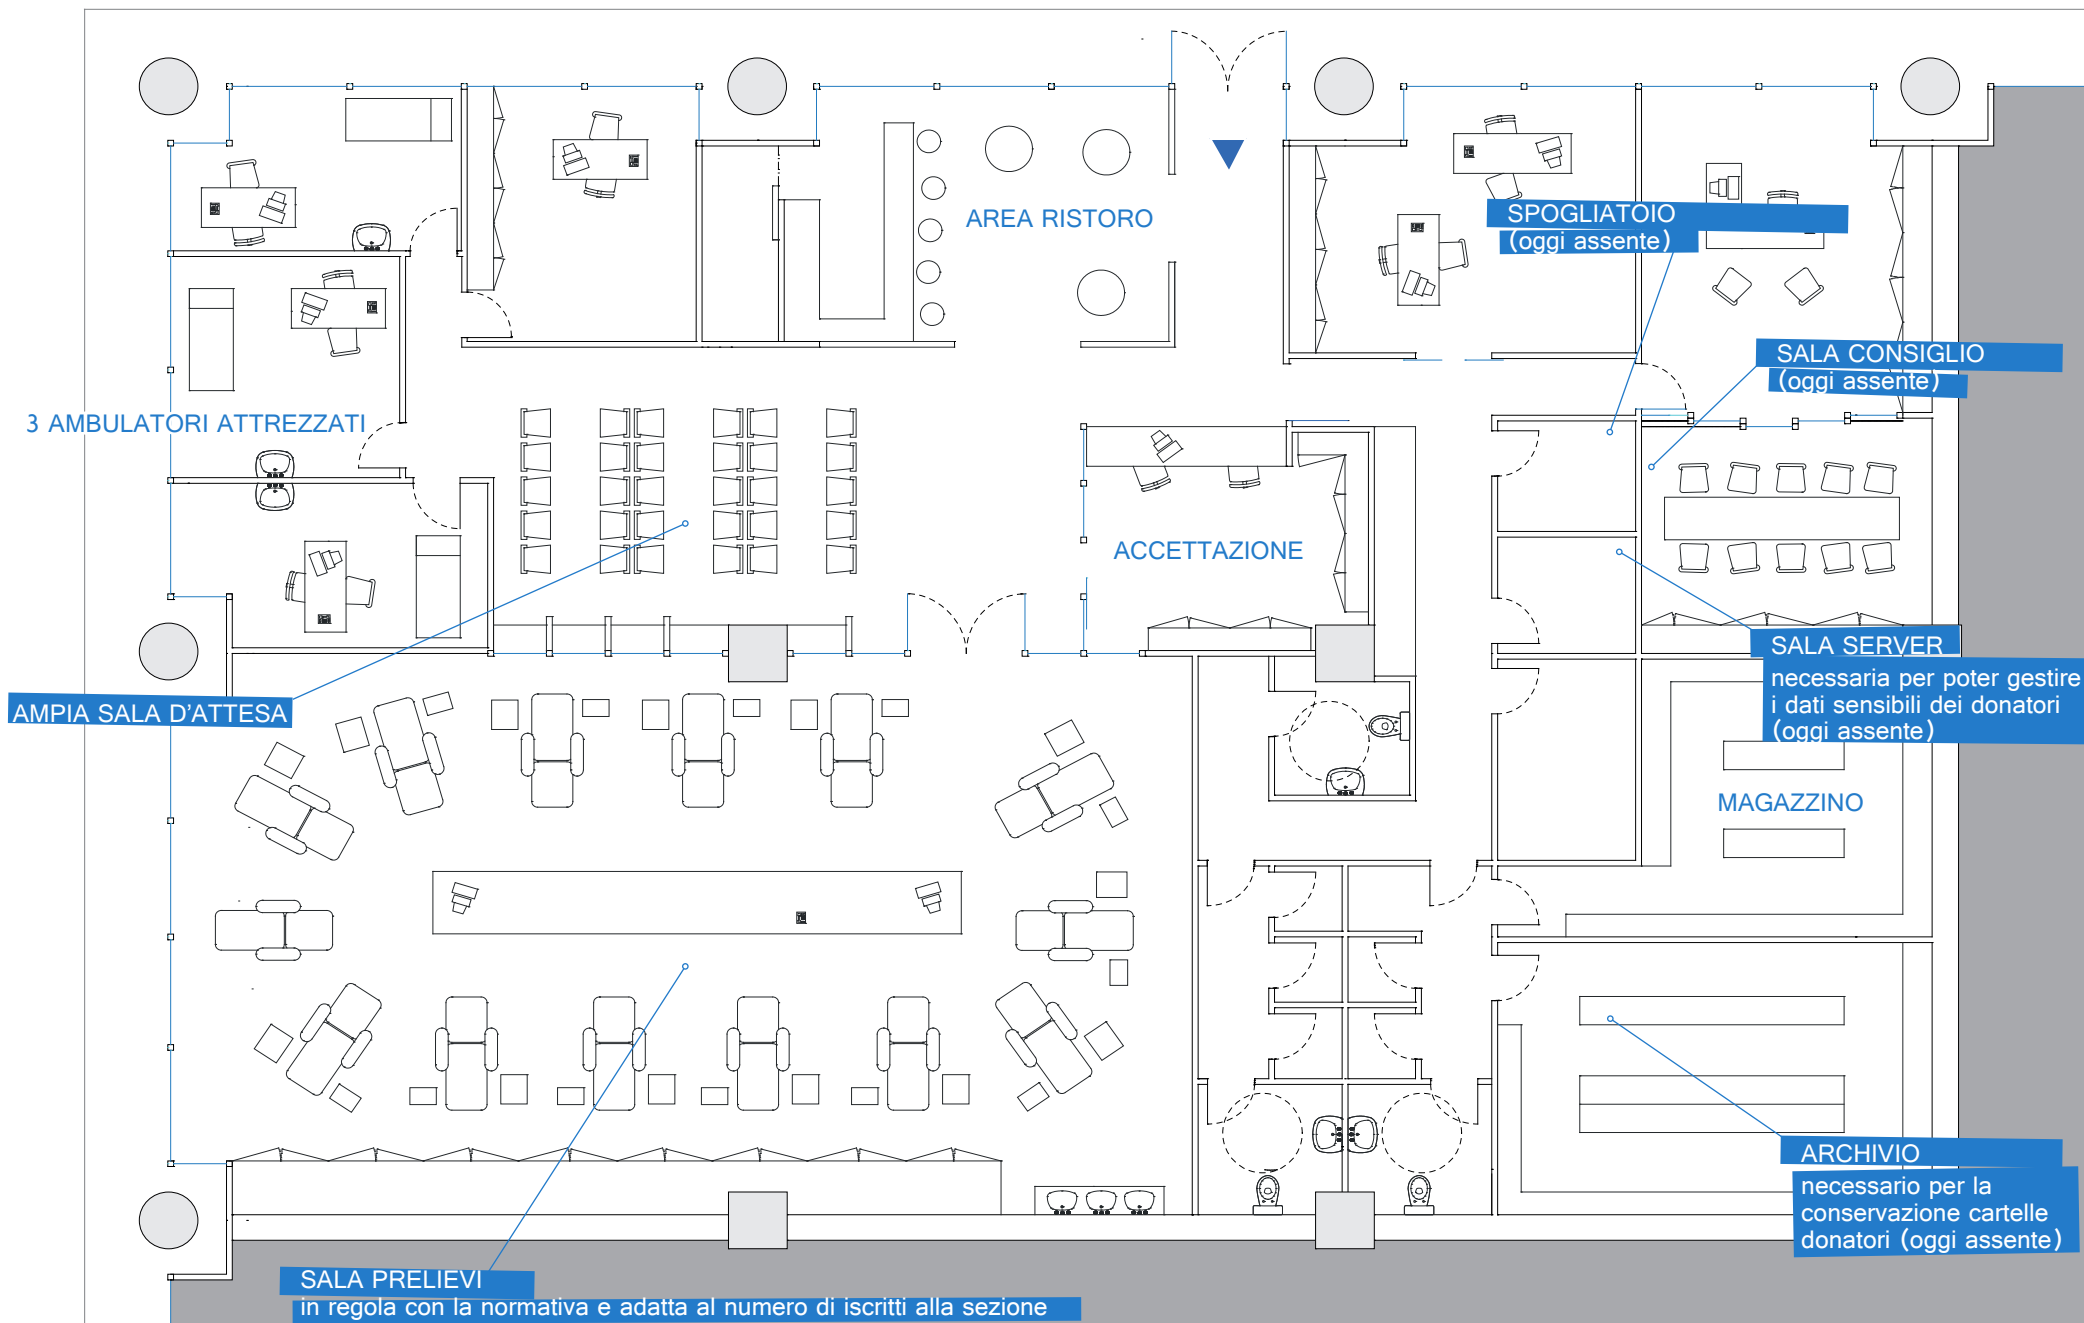 AREA RISTORO
SPOGLIATOIO
(oggi assente)
SALA CONSIGLIO
(oggi assente)
3 AMBULATORI ATTREZZATI
ACCETTAZIONE
SALA SERVER
necessaria per poter gestire
i dati sensibili dei donatori
(oggi assente)
AMPIA SALA D'ATTESA
MAGAZZINO
ARCHIVIO
necessario per la
conservazione cartelle
donatori (oggi assente)
SALA PRELIEVI
in regola con la normativa e adatta al numero di iscritti alla sezione